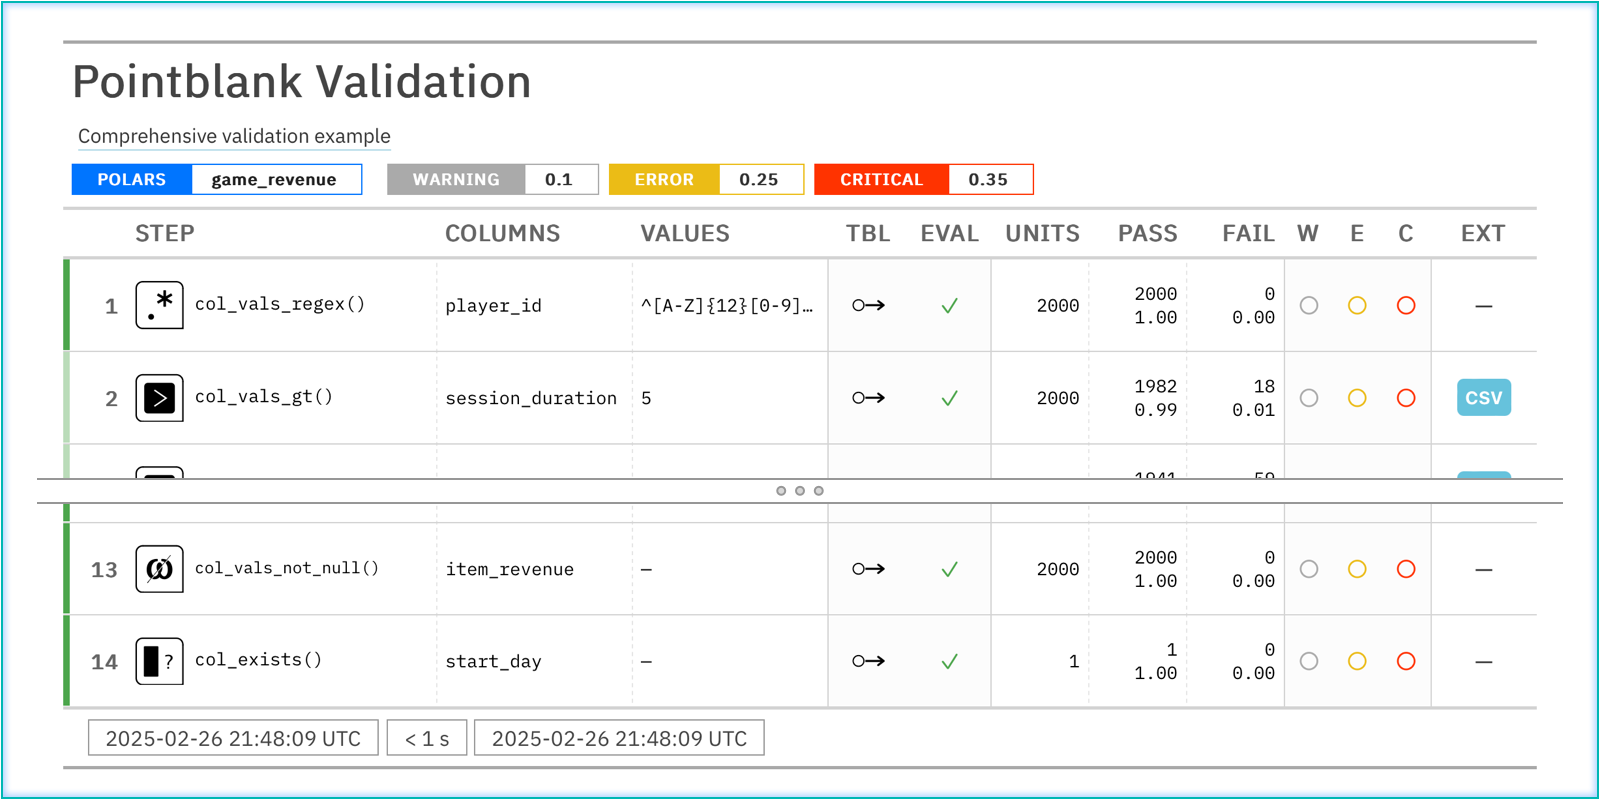 Pointblank Validation
Comprehensive validation example
POLARS game_revenue WARNING 0.1 ERROR 0.25 CRITICAL 0.35
STEP COLUMNS VALUES TBL EVAL UNITS PASS FAIL W E C EXT
1 .* col_vals_regex() player_id ^[A-Z]{12}[0-9]… ✓ 2000 2000 0 —
1.00 0.00
2 > col_vals_gt() session_duration 5 ✓ 2000 1982 18 CSV
0.99 0.01
13 col_vals_not_null() item_revenue — ✓ 2000 2000 0 —
1.00 0.00
14 ? col_exists() start_day — ✓ 1 1 0 —
1.00 0.00
2025-02-26 21:48:09 UTC < 1 s 2025-02-26 21:48:09 UTC